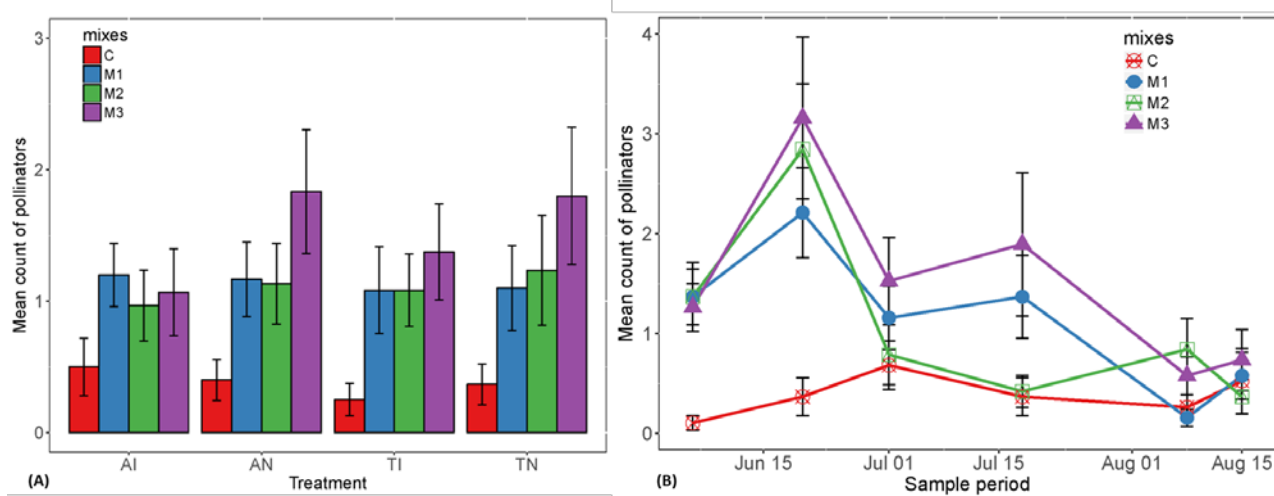 mixes
C
M1
M2
M3
3
2
1
0
Mean count of pollinators
AI AN TI TN
Treatment
(A)
mixes
C
M1
M2
M3
4
3
2
1
0
Mean count of pollinators
Jun 15 Jul 01 Jul 15 Aug 01 Aug 15
Sample period
(B)